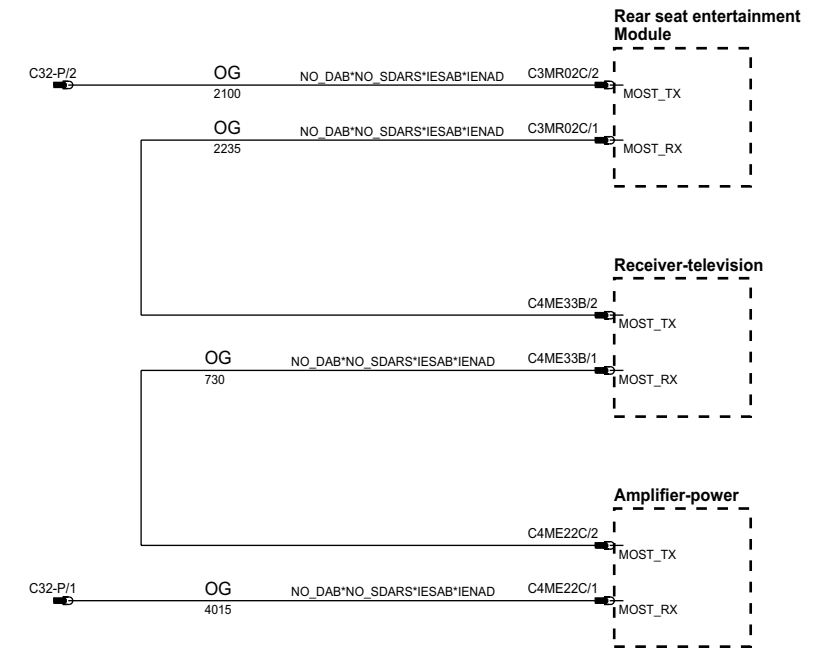 Rear seat entertainment
Module
C32-P/2
OG
NO_DAB*NO_SDARS*IESAB*IENAD
C3MR02C/2
2100
MOST_TX
OG
NO_DAB*NO_SDARS*IESAB*IENAD
C3MR02C/1
2235
MOST_RX
Receiver-television
C4ME33B/2
MOST_TX
OG
NO_DAB*NO_SDARS*IESAB*IENAD
C4ME33B/1
730
MOST_RX
Amplifier-power
C4ME22C/2
MOST_TX
C32-P/1
OG
NO_DAB*NO_SDARS*IESAB*IENAD
C4ME22C/1
4015
MOST_RX